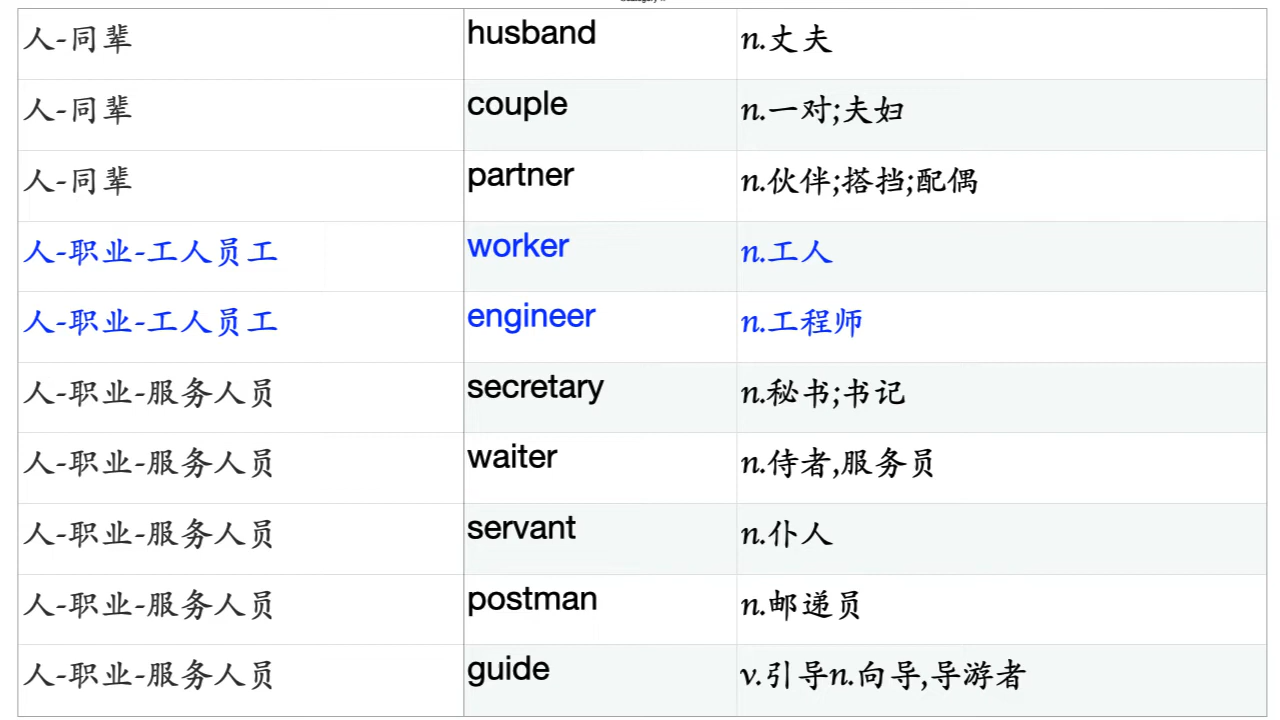 人-同辈 husband n.丈夫
人-同辈 couple n.一对;夫妇
人-同辈 partner n.伙伴;搭挡;配偶
人-职业-工人员工 worker n.工人
人-职业-工人员工 engineer n.工程师
人-职业-服务人员 secretary n.秘书;书记
人-职业-服务人员 waiter n.侍者,服务员
人-职业-服务人员 servant n.仆人
人-职业-服务人员 postman n.邮递员
人-职业-服务人员 guide v.引导n.向导,导游者